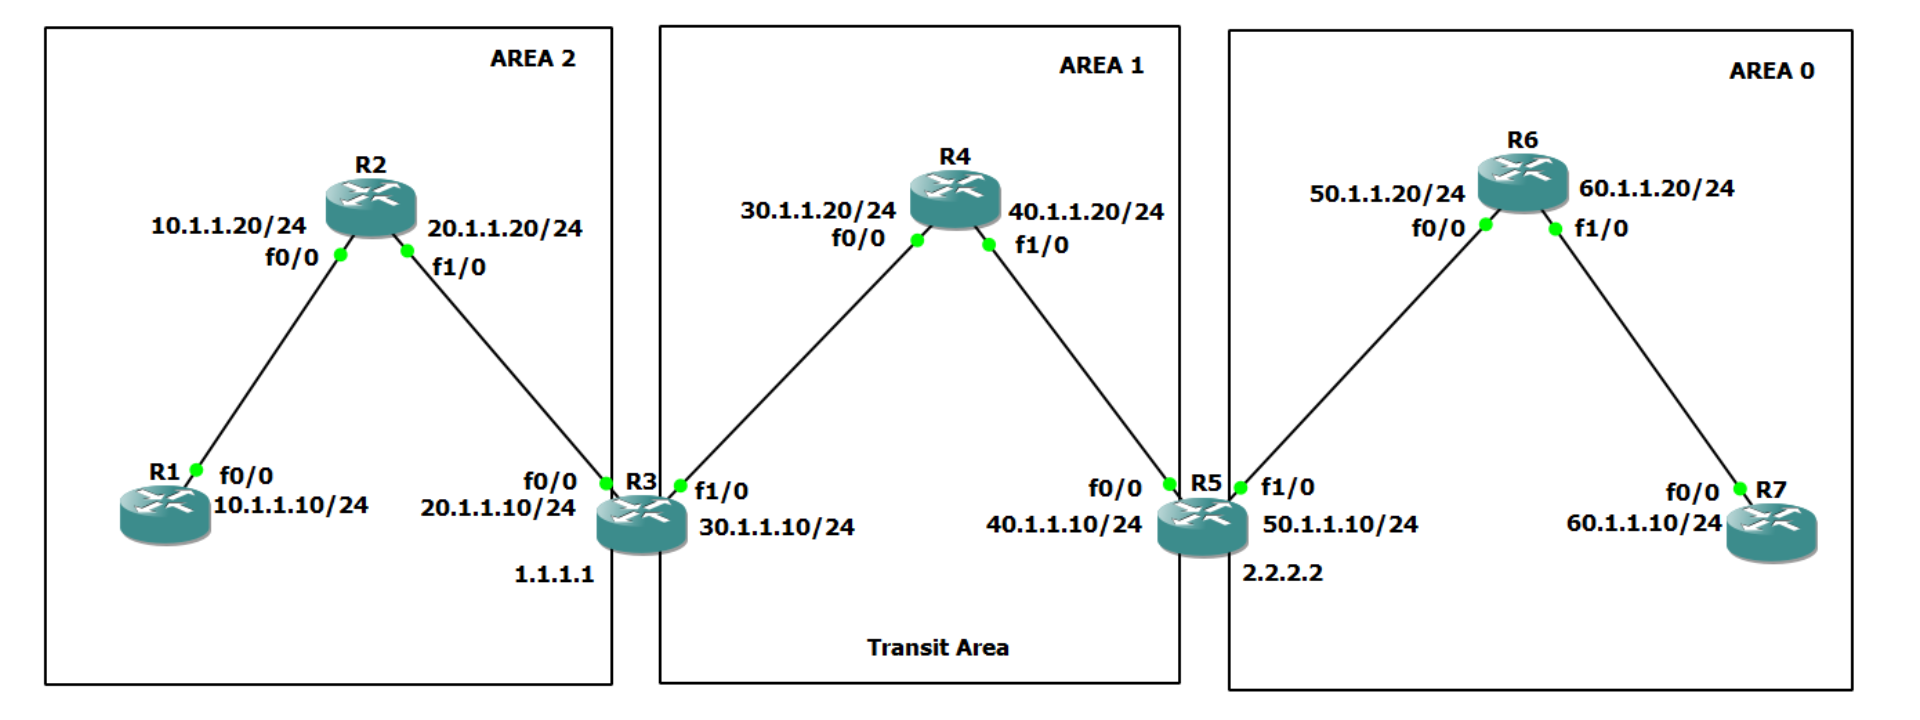 AREA 2
R2
10.1.1.20/24
20.1.1.20/24
f0/0
f1/0
R1
f0/0
10.1.1.10/24
f0/0
20.1.1.10/24
R3
1.1.1.1
AREA 1
R4
30.1.1.20/24
40.1.1.20/24
f0/0
f1/0
f1/0
30.1.1.10/24
f0/0
40.1.1.10/24
R5
Transit Area
AREA 0
R6
50.1.1.20/24
60.1.1.20/24
f0/0
f1/0
f1/0
50.1.1.10/24
2.2.2.2
f0/0
R7
60.1.1.10/24